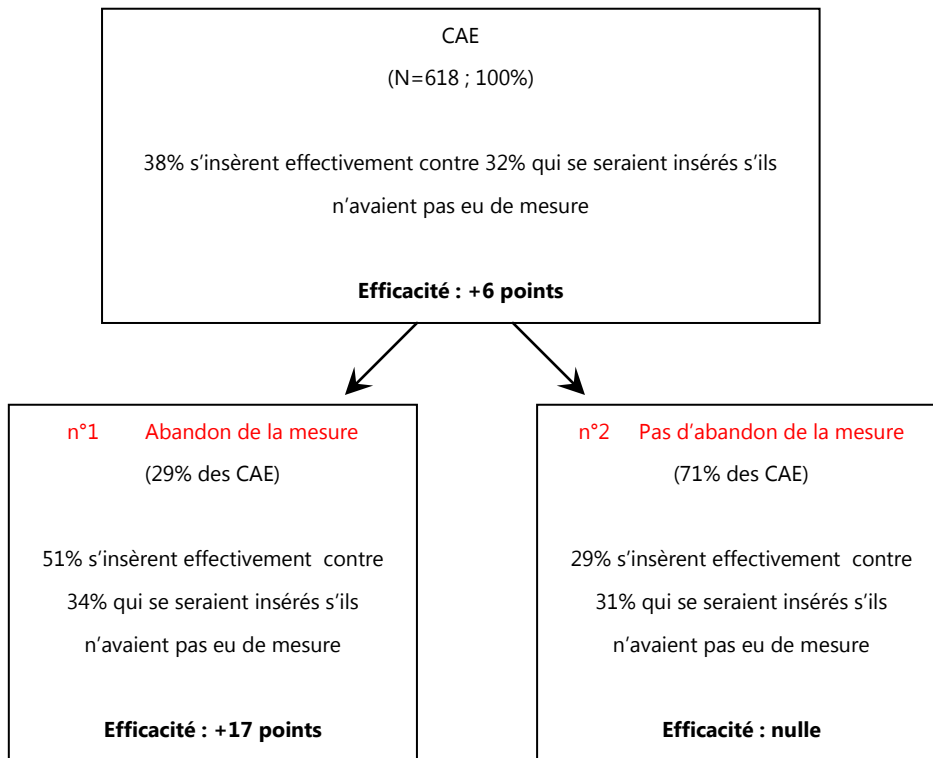 CAE
(N=618 ; 100%)
38% s’insèrent effectivement contre 32% qui se seraient insérés s’ils
n’avaient pas eu de mesure
Efficacité : +6 points
n°1 Abandon de la mesure
(29% des CAE)
51% s’insèrent effectivement contre
34% qui se seraient insérés s’ils
n’avaient pas eu de mesure
Efficacité : +17 points
n°2 Pas d’abandon de la mesure
(71% des CAE)
29% s’insèrent effectivement contre
31% qui se seraient insérés s’ils
n’avaient pas eu de mesure
Efficacité : nulle